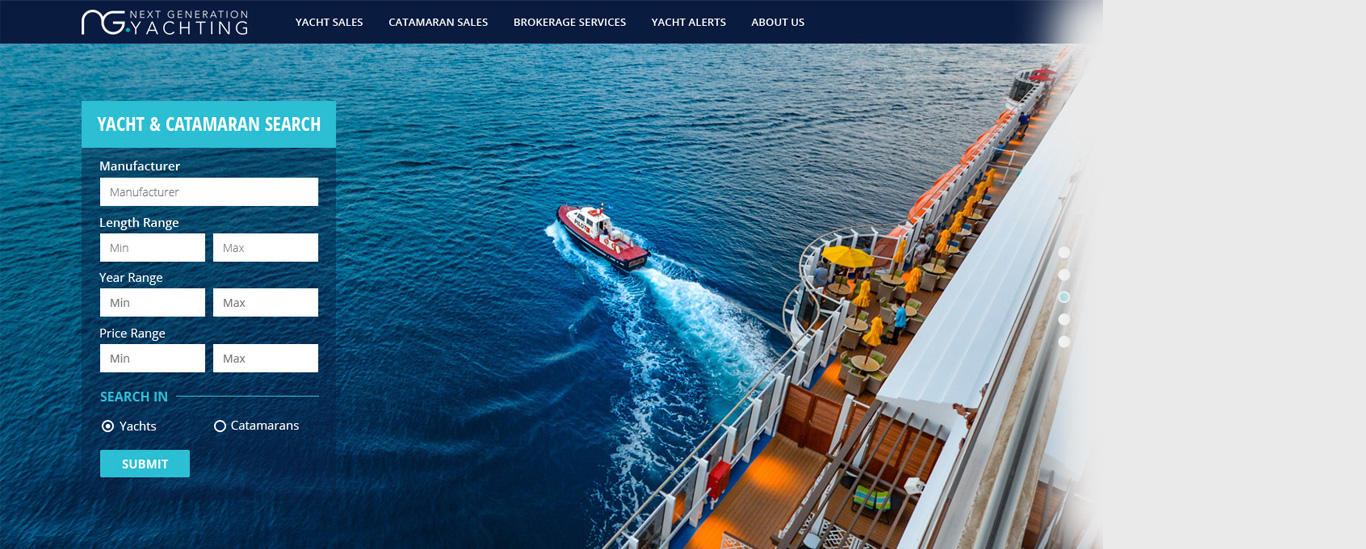 NEXT GENERATION
NG.YACHTING
YACHT SALES
CATAMARAN SALES
BROKERAGE SERVICES
YACHT ALERTS
ABOUT US
YACHT & CATAMARAN SEARCH
Manufacturer
Manufacturer
Length Range
Min Max
Year Range
Min Max
Price Range
Min Max
SEARCH IN
Yachts Catamarans
SUBMIT